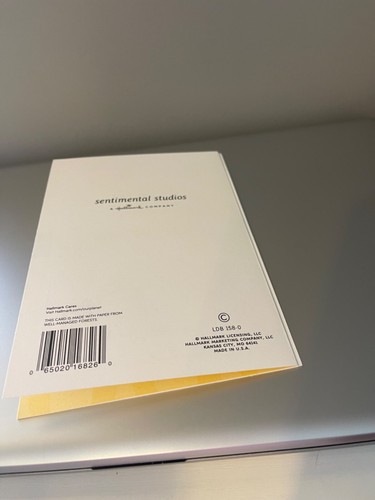 sentimental studios
A Hallmark COMPANY
Hallmark Cares
Visit Hallmark.com/ourplanet
THIS CARD IS MADE WITH PAPER FROM
WELL-MANAGED FORESTS.
0 65020 16826 0
©
LDB 158-0
© HALLMARK LICENSING, LLC
HALLMARK MARKETING COMPANY, LLC
KANSAS CITY, MO 64141
MADE IN U.S.A.